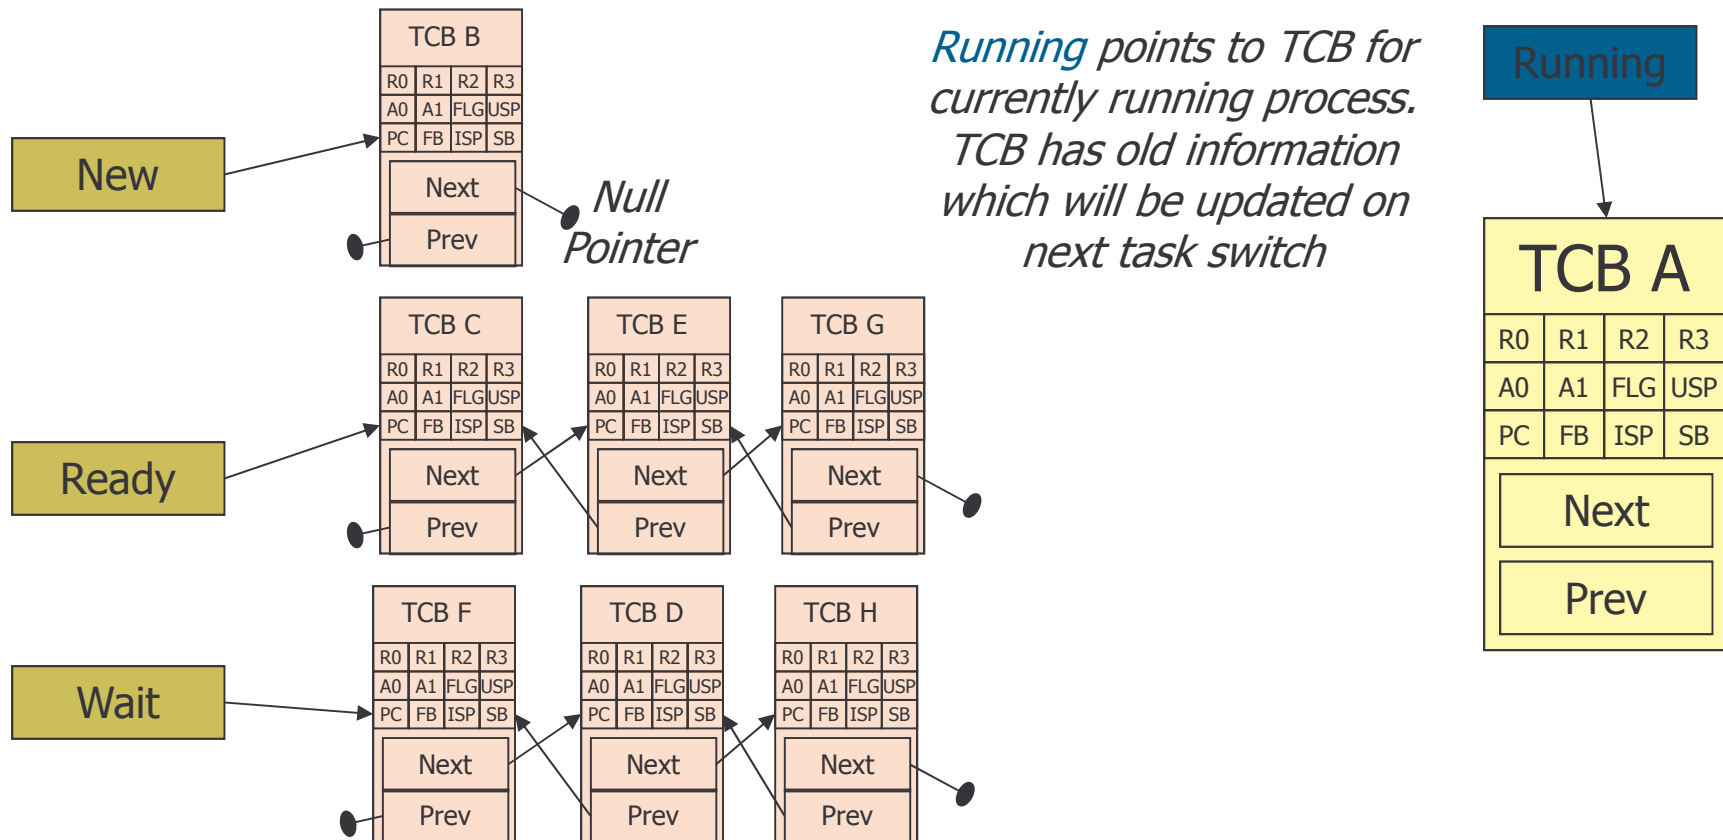 New
TCB B
R0 R1 R2 R3
A0 A1 FLG USP
PC FB ISP SB
Next
Prev
Null
Pointer
Running points to TCB for
currently running process.
TCB has old information
which will be updated on
next task switch
Running
TCB A
R0 R1 R2 R3
A0 A1 FLG USP
PC FB ISP SB
Next
Prev
Ready
TCB C
R0 R1 R2 R3
A0 A1 FLG USP
PC FB ISP SB
Next
Prev
TCB E
R0 R1 R2 R3
A0 A1 FLG USP
PC FB ISP SB
Next
Prev
TCB G
R0 R1 R2 R3
A0 A1 FLG USP
PC FB ISP SB
Next
Prev
Wait
TCB F
R0 R1 R2 R3
A0 A1 FLG USP
PC FB ISP SB
Next
Prev
TCB D
R0 R1 R2 R3
A0 A1 FLG USP
PC FB ISP SB
Next
Prev
TCB H
R0 R1 R2 R3
A0 A1 FLG USP
PC FB ISP SB
Next
Prev